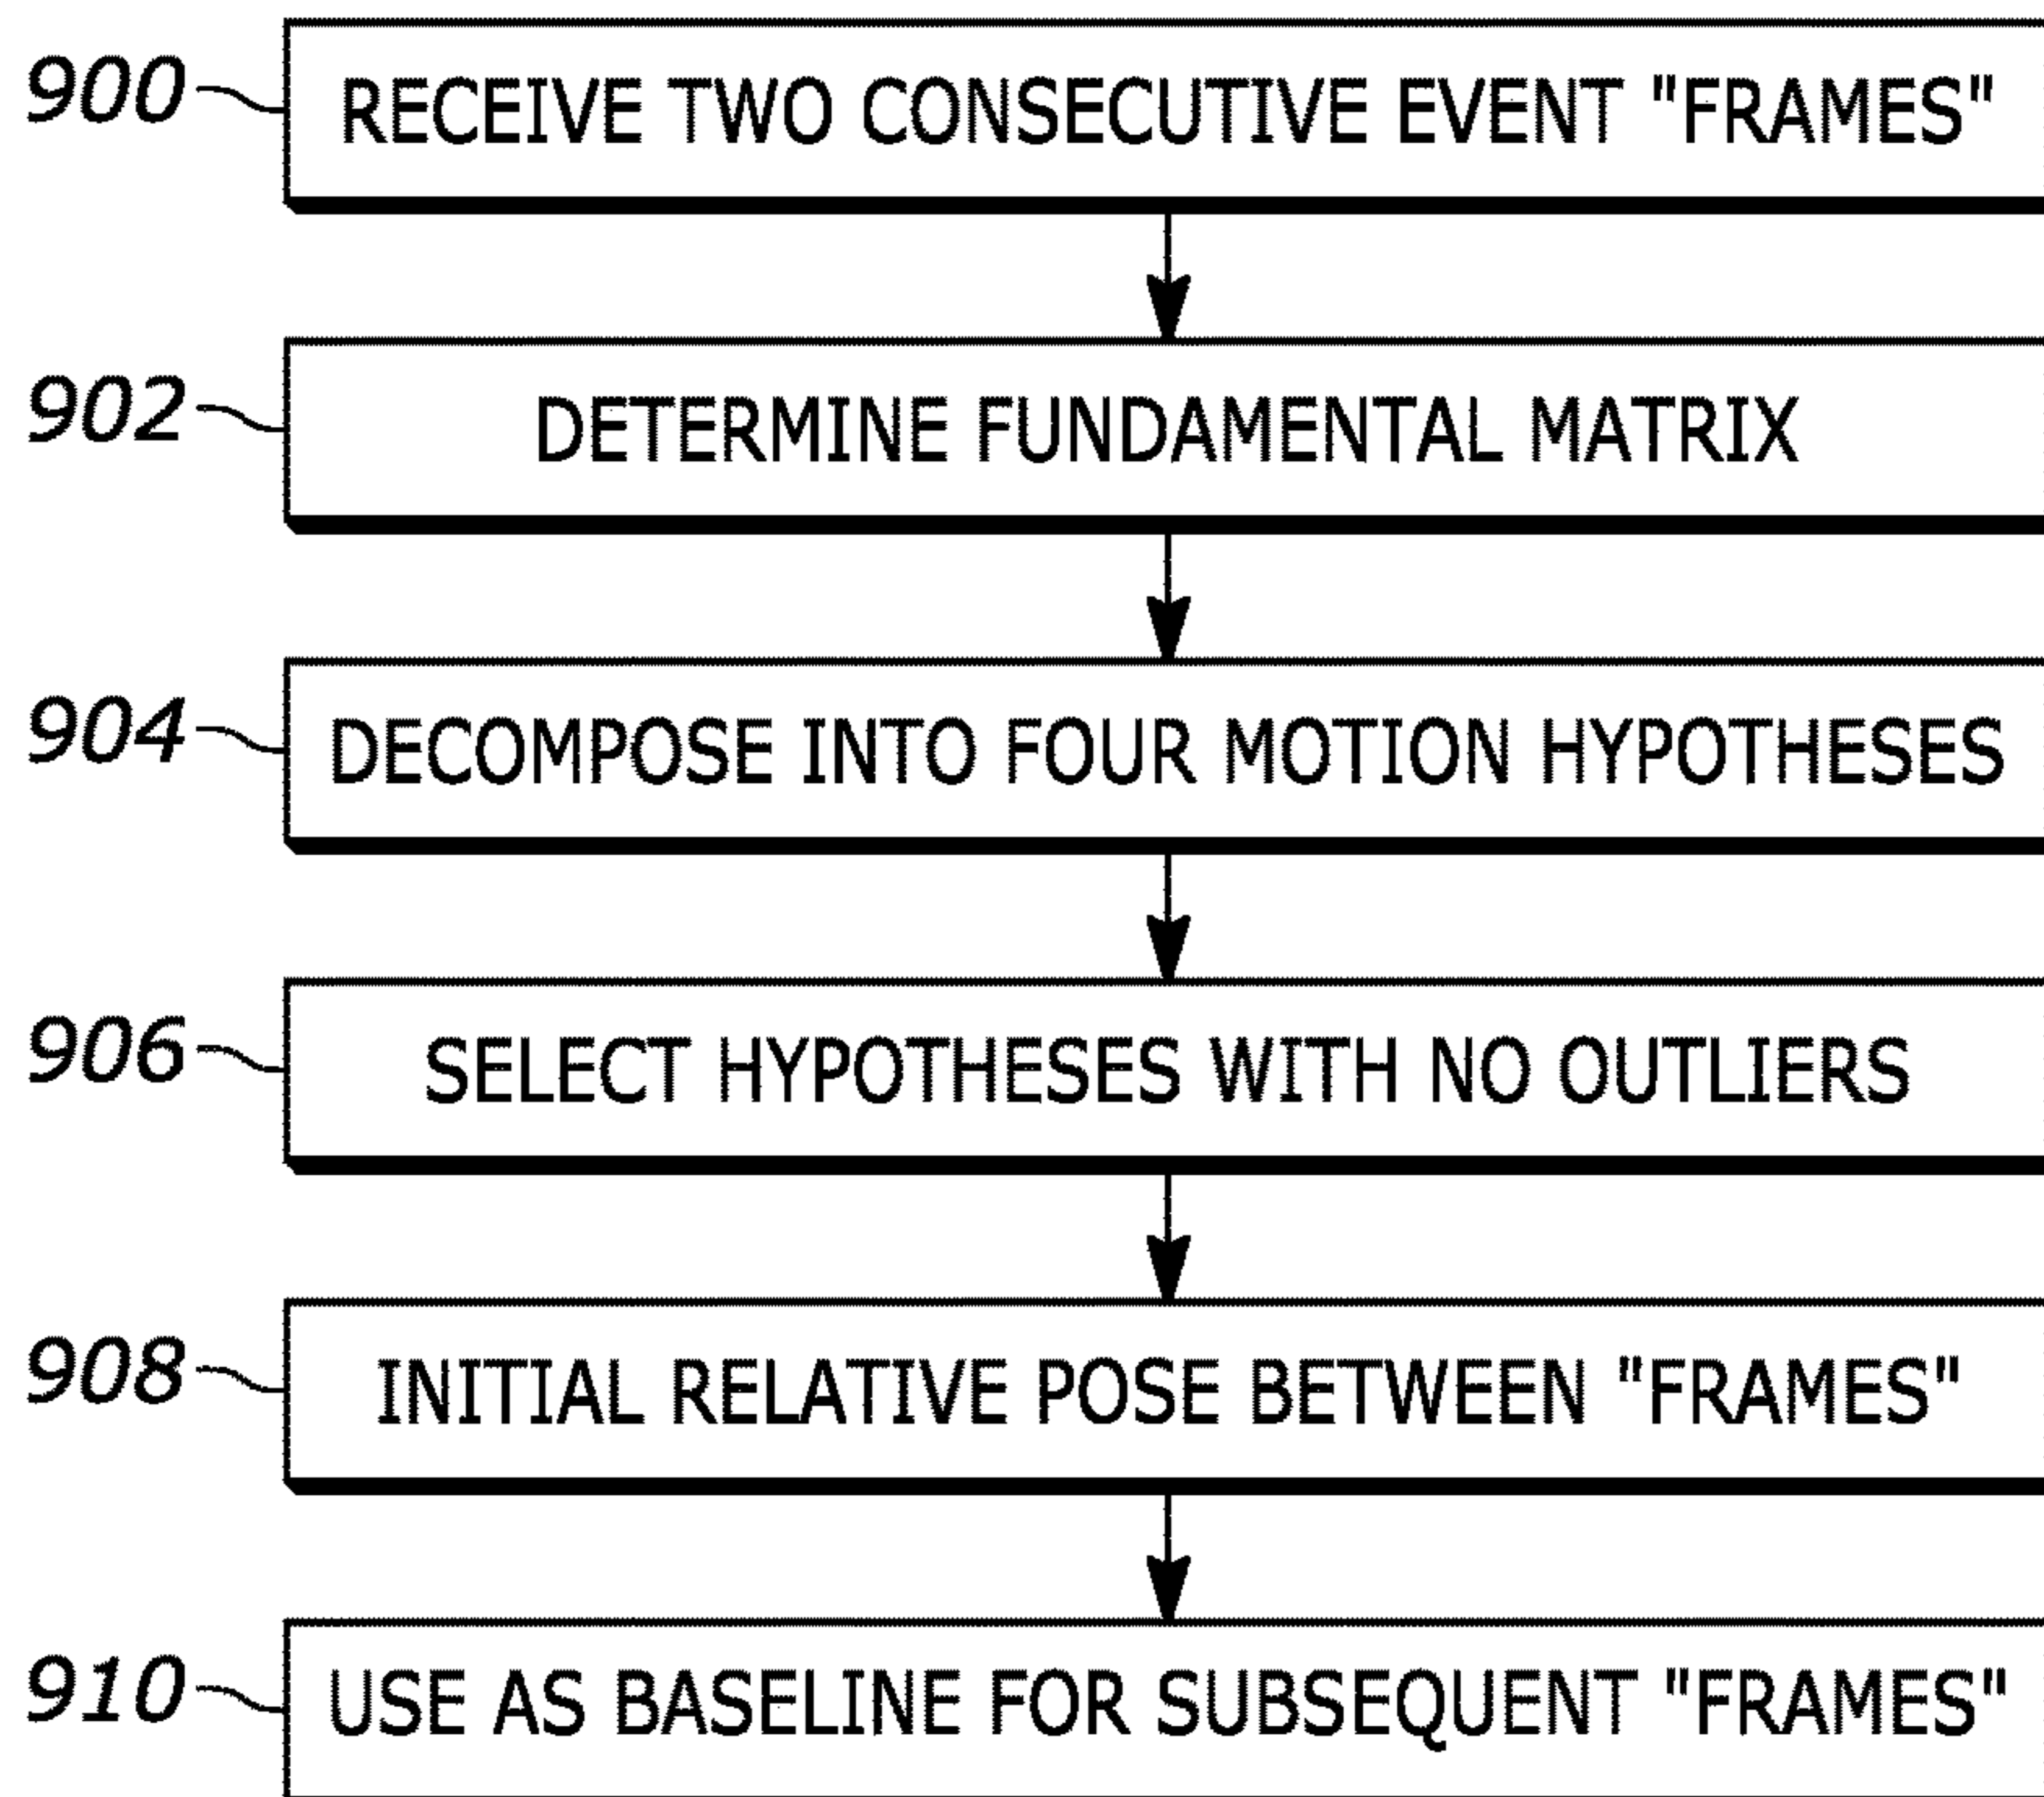 900 RECEIVE TWO CONSECUTIVE EVENT "FRAMES"
902 DETERMINE FUNDAMENTAL MATRIX
904 DECOMPOSE INTO FOUR MOTION HYPOTHESES
906 SELECT HYPOTHESES WITH NO OUTLIERS
908 INITIAL RELATIVE POSE BETWEEN "FRAMES"
910 USE AS BASELINE FOR SUBSEQUENT "FRAMES"